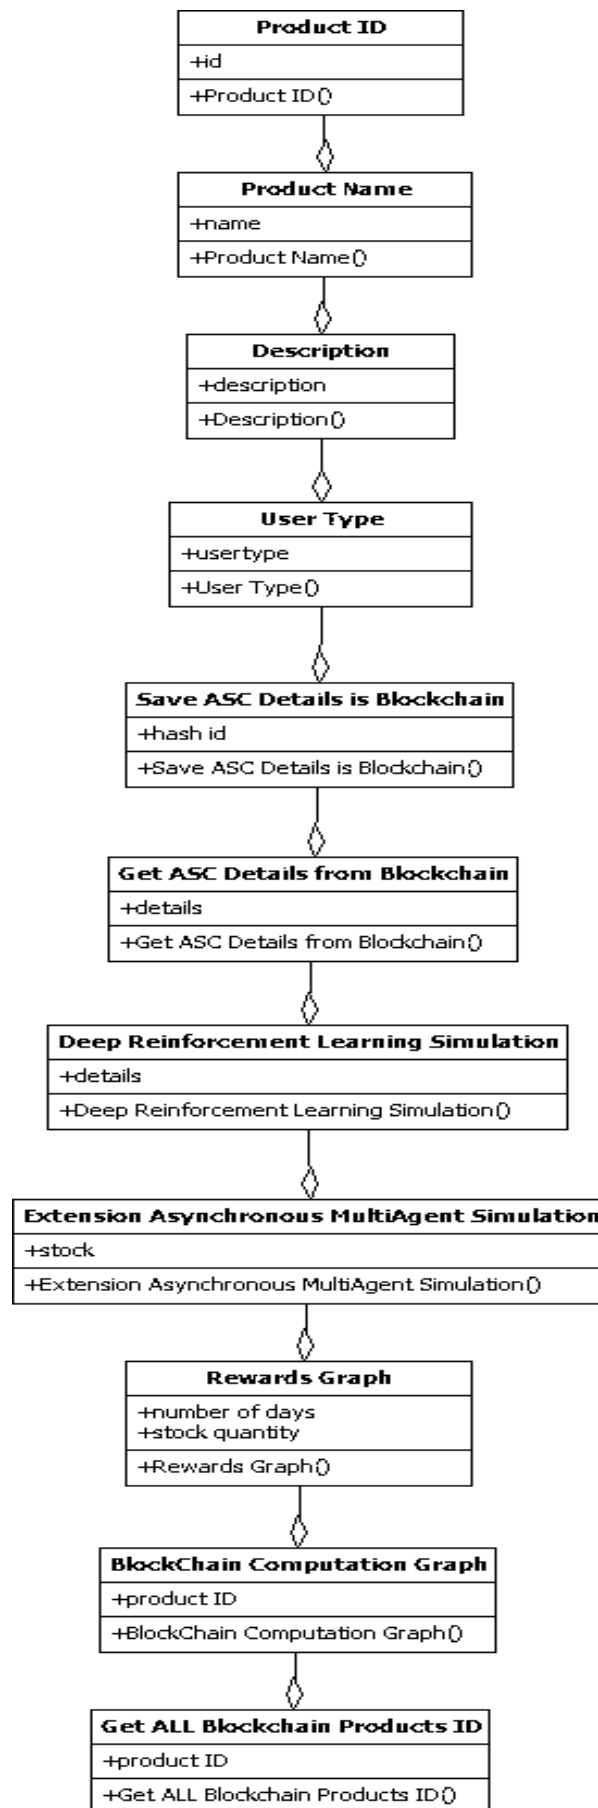 Product ID
+id
+Product ID()
Product Name
+name
+Product Name()
Description
+description
+Description()
User Type
+usertype
+User Type()
Save ASC Details is Blockchain
+hash id
+Save ASC Details is Blockchain()
Get ASC Details from Blockchain
+details
+Get ASC Details from Blockchain()
Deep Reinforcement Learning Simulation
+details
+Deep Reinforcement Learning Simulation()
Extension Asynchronous MultiAgent Simulation
+stock
+Extension Asynchronous MultiAgent Simulation()
Rewards Graph
+number of days
+stock quantity
+Rewards Graph()
BlockChain Computation Graph
+product ID
+BlockChain Computation Graph()
Get ALL Blockchain Products ID
+product ID
+Get ALL Blockchain Products ID()